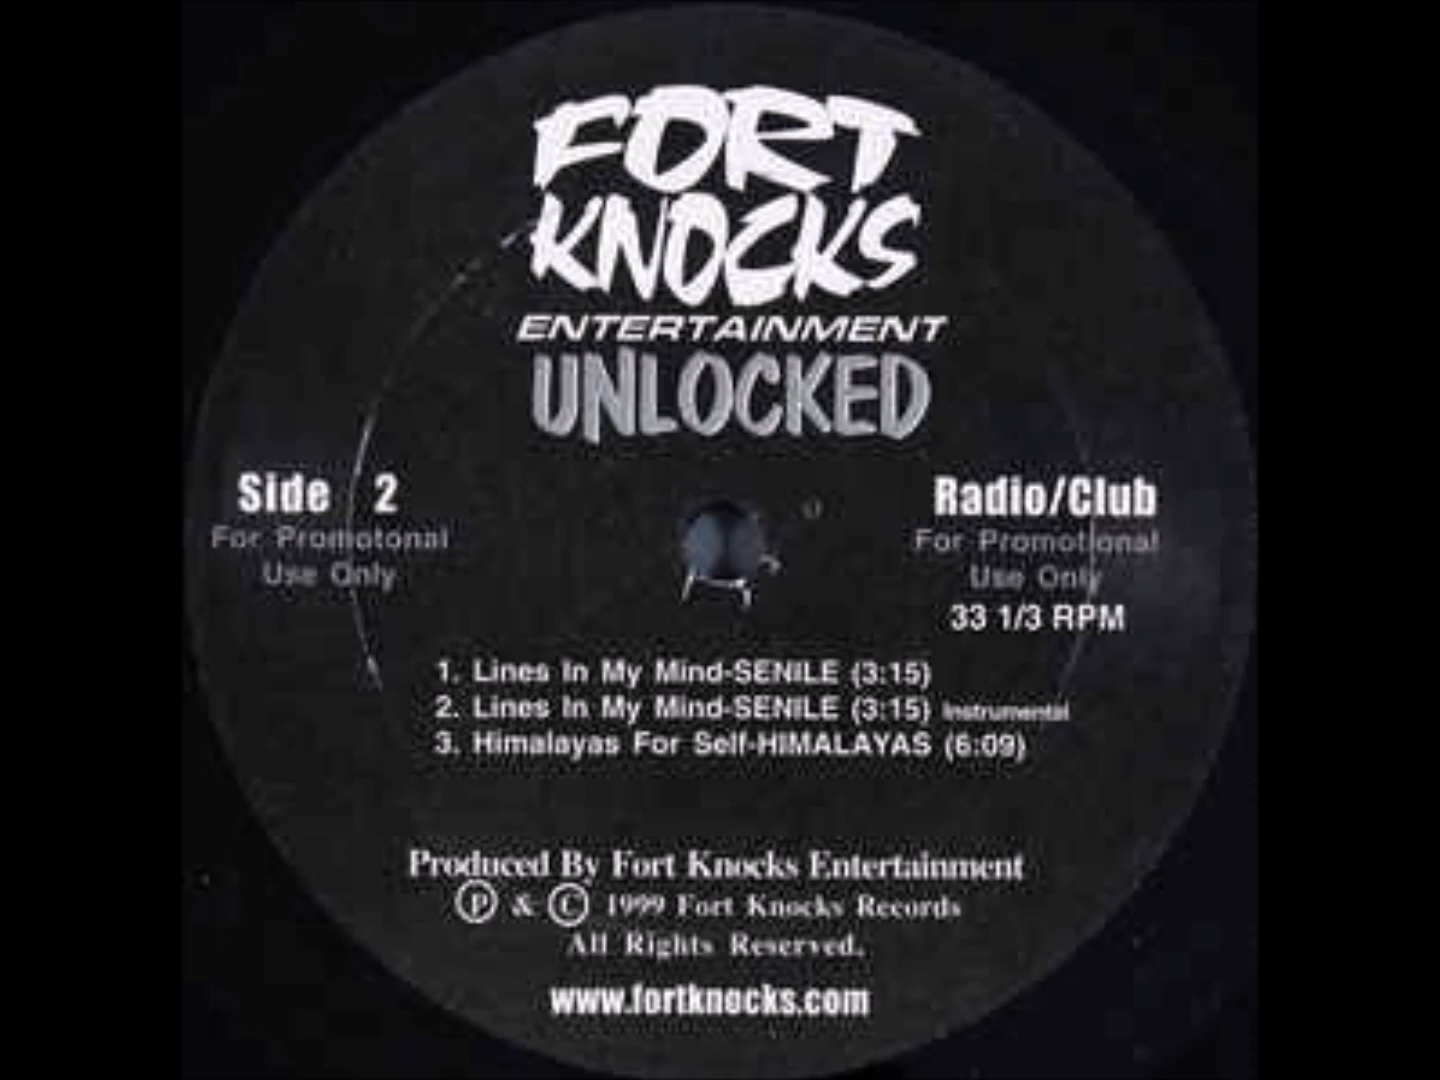 FORT
KNOCKS
ENTERTAINMENT
UNLOCKED
Side 2
For Promotonal
Use Only
Radio/Club
For Promotional
Use Only
33 1/3 RPM
1. Lines In My Mind-SENILE (3:15)
2. Lines In My Mind-SENILE (3:15) Instrumental
3. Himalayas For Self-HIMALAYAS (6:09)
Produced By Fort Knocks Entertainment
Ⓟ & © 1999 Fort Knocks Records
All Rights Reserved.
www.fortknocks.com